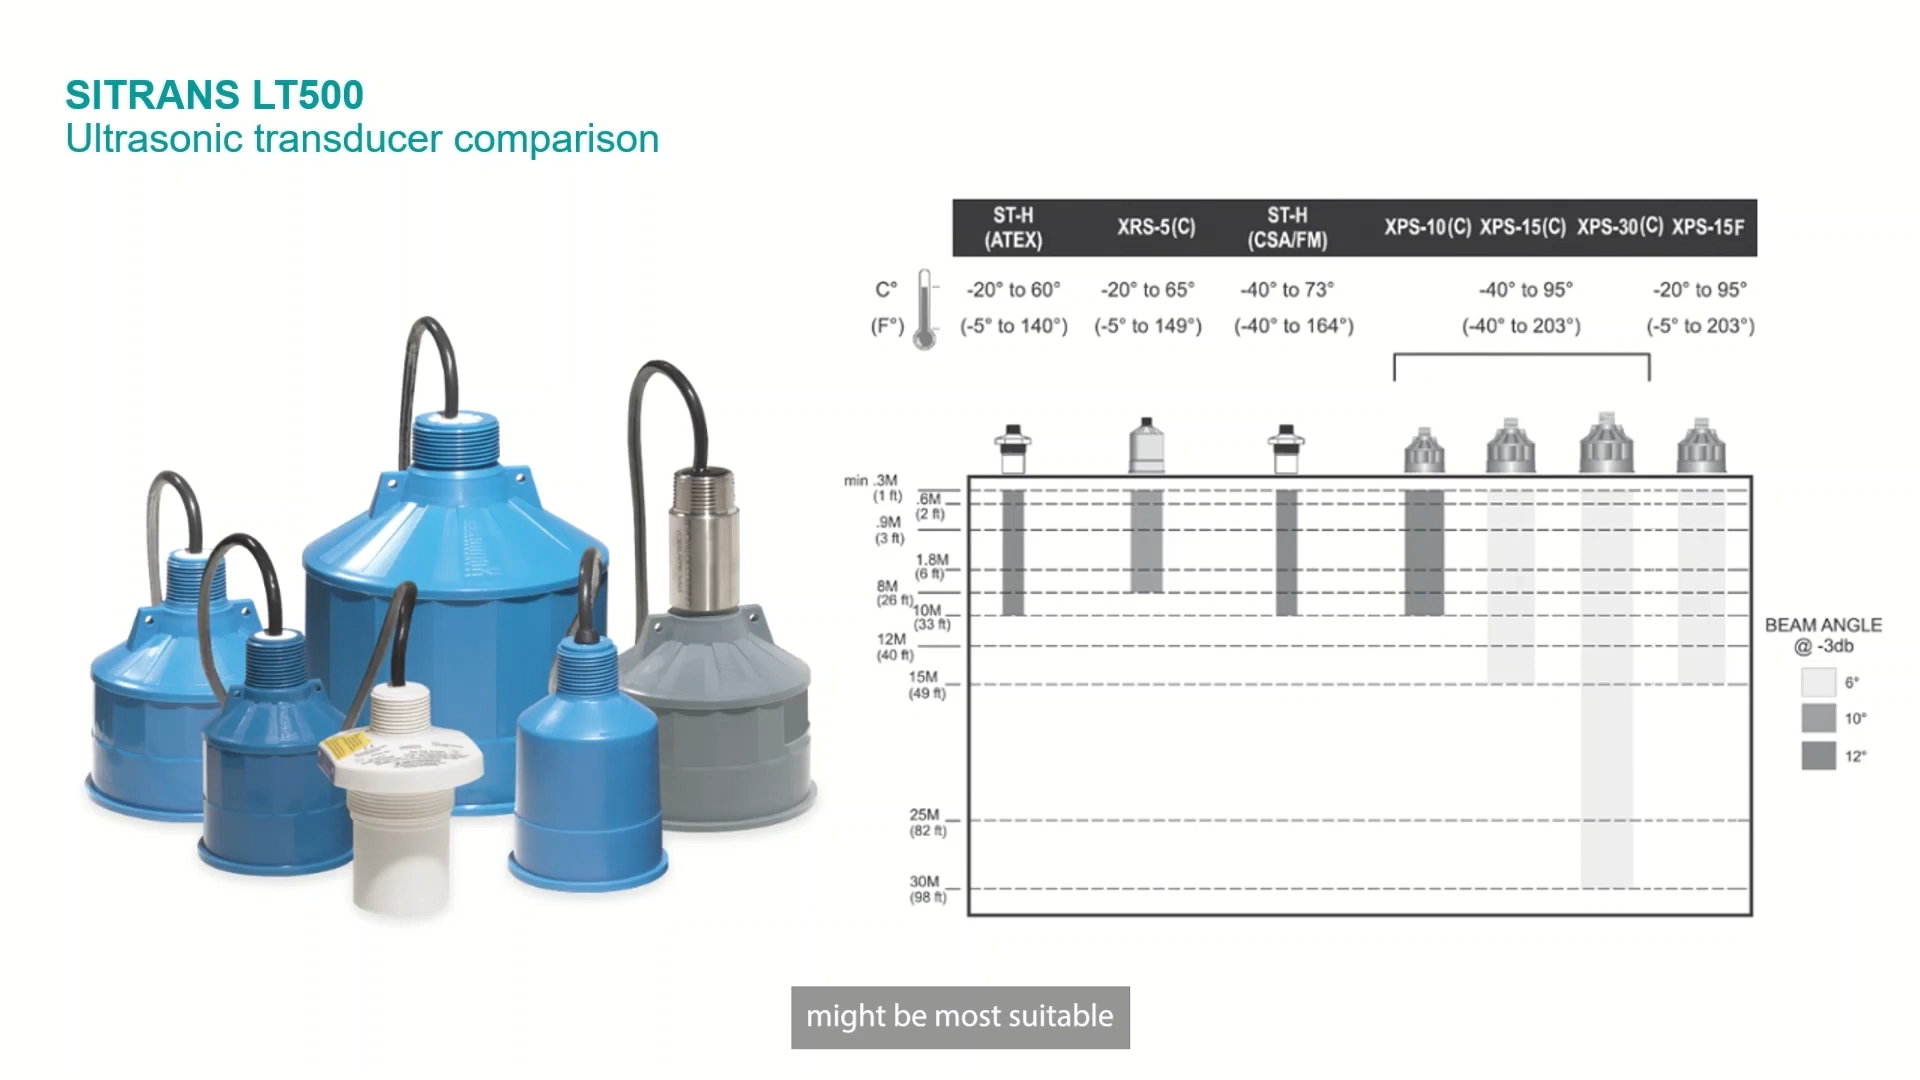 SITRANS LT500
Ultrasonic transducer comparison
ST-H
(ATEX)
XRS-5(C)
ST-H
(CSA/FM)
XPS-10(C) XPS-15(C) XPS-30(C) XPS-15F
C° -20° to 60° -20° to 65° -40° to 73° -40° to 95° -20° to 95°
(F°) (-5° to 140°) (-5° to 149°) (-40° to 164°) (-40° to 203°) (-5° to 203°)
min .3M
(1 ft)
.6M
(2 ft)
.9M
(3 ft)
1.8M
(6 ft)
8M
(26 ft)
10M
(33 ft)
12M
(40 ft)
15M
(49 ft)
25M
(82 ft)
30M
(98 ft)
BEAM ANGLE
@ -3db
6°
10°
12°
might be most suitable